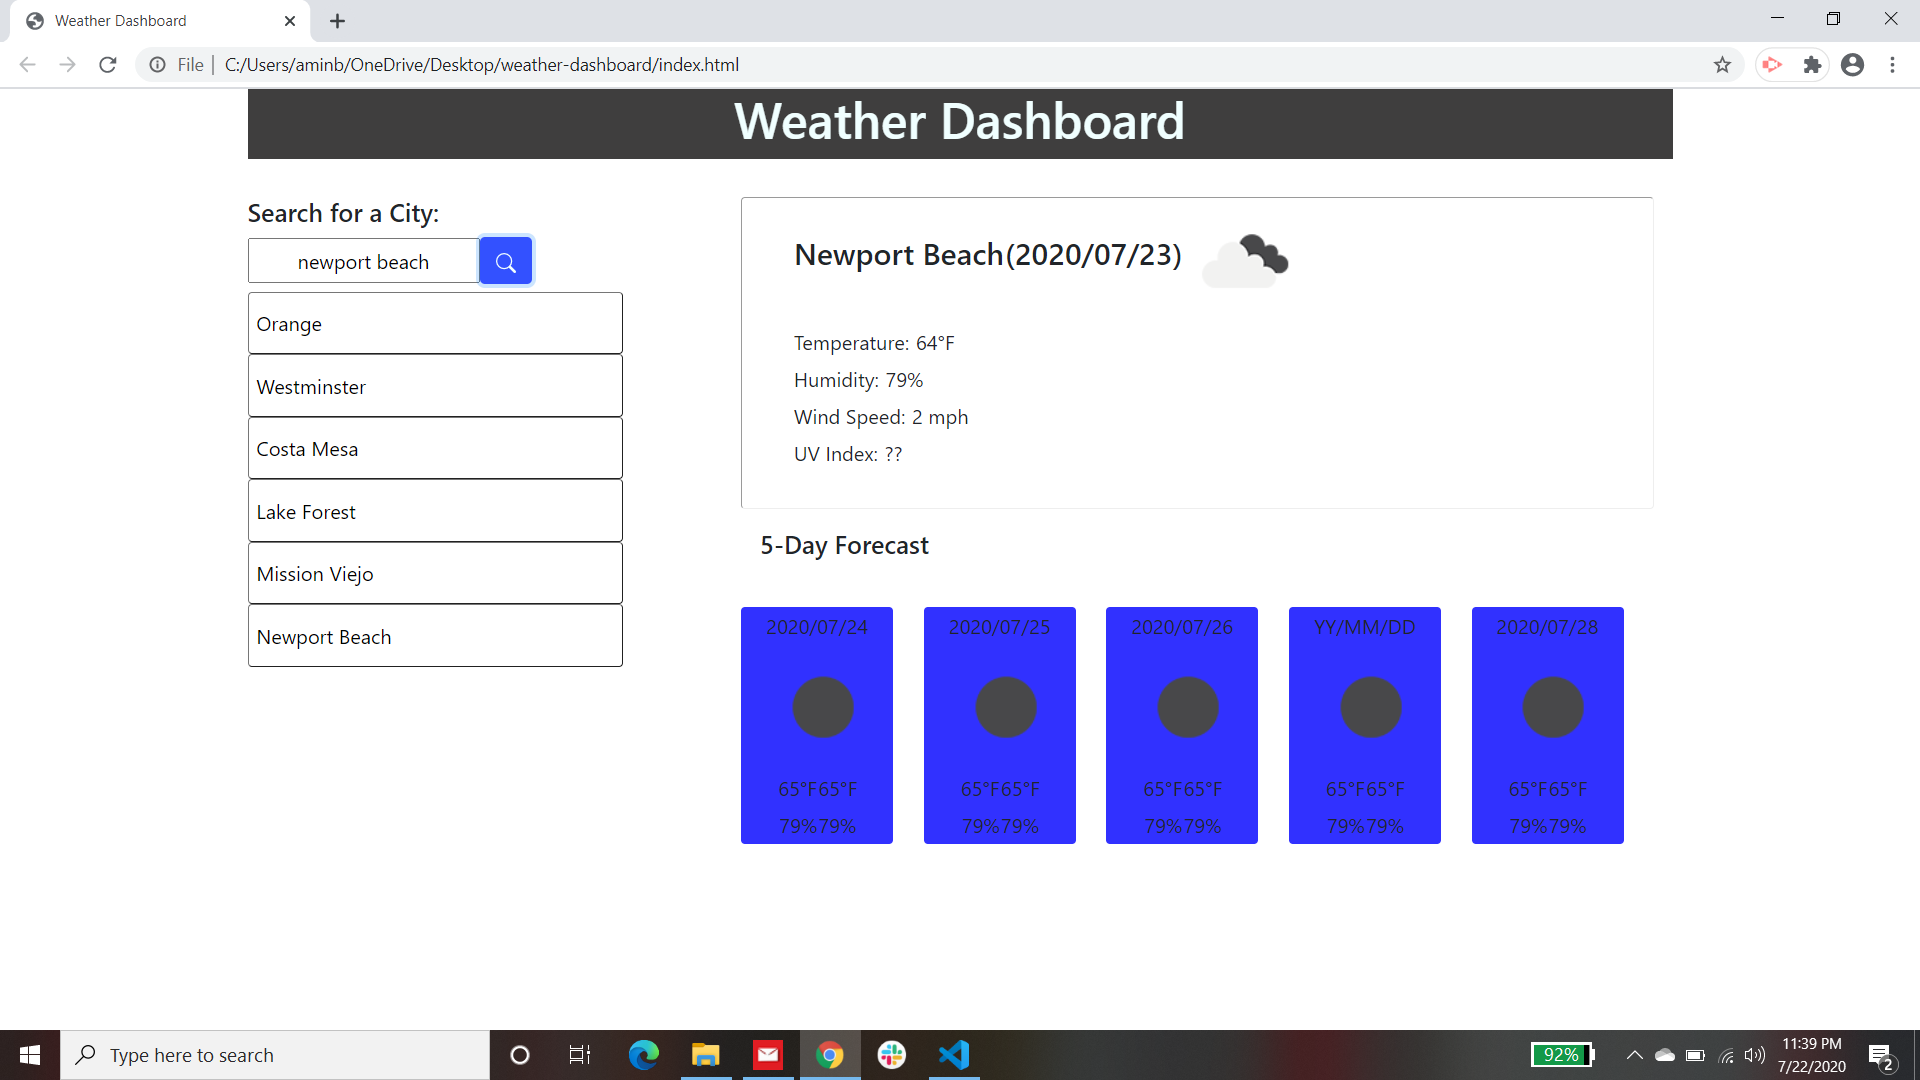 Weather Dashboard
File | C:/Users/aminb/OneDrive/Desktop/weather-dashboard/index.html
Weather Dashboard
Search for a City:
newport beach
Orange
Westminster
Costa Mesa
Lake Forest
Mission Viejo
Newport Beach
Newport Beach(2020/07/23)
Temperature: 64°F
Humidity: 79%
Wind Speed: 2 mph
UV Index: ??
5-Day Forecast
2020/07/24
65°F65°F
79%79%
2020/07/25
65°F65°F
79%79%
2020/07/26
65°F65°F
79%79%
YY/MM/DD
65°F65°F
79%79%
2020/07/28
65°F65°F
79%79%
Type here to search
92%
11:39 PM
7/22/2020
2